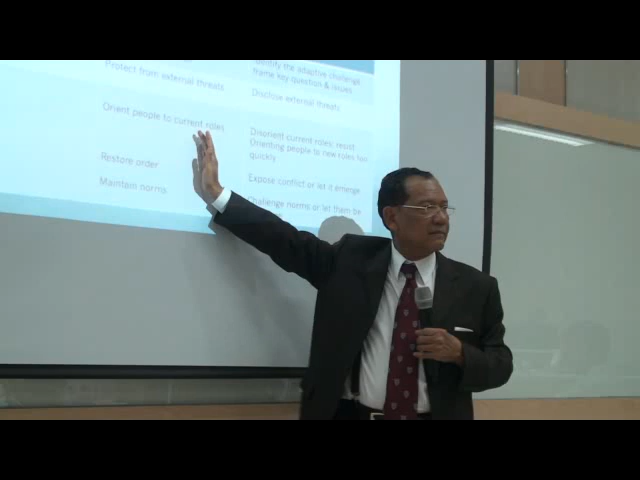 Identify the adaptive challenge
frame key question & issues
Protect from external threats
Disclose external threats
Orient people to current roles
Disorient current roles; resist
Orienting people to new roles too
quickly
Restore order
Expose conflict or let it emerge
Maintain norms
Challenge norms or let them be